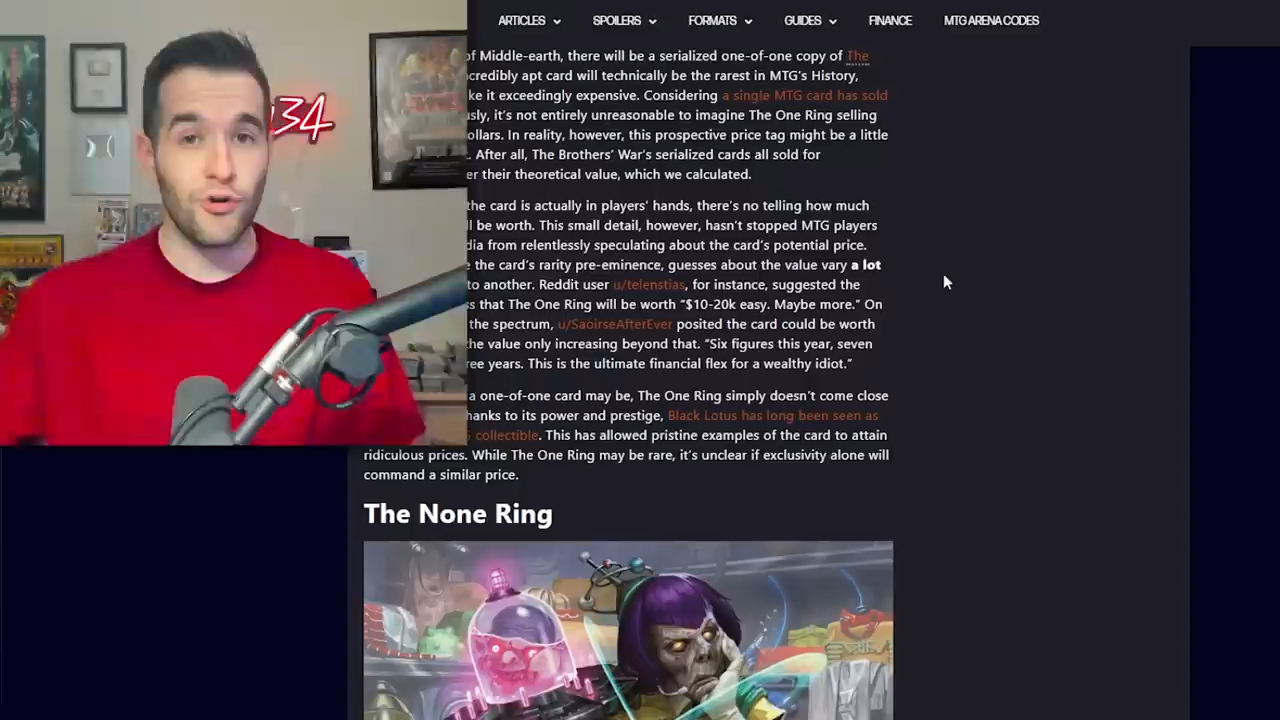 ARTICLES SPOILERS FORMATS GUIDES FINANCE MTG ARENA CODES
34
of Middle-earth, there will be a serialized one-of-one copy of The
credibly apt card will technically be the rarest in MTG's History,
ke it exceedingly expensive. Considering a single MTG card has sold
usly, it's not entirely unreasonable to imagine The One Ring selling
ollars. In reality, however, this prospective price tag might be a little
. After all, The Brothers' War's serialized cards all sold for
er their theoretical value, which we calculated.
the card is actually in players' hands, there's no telling how much
ll be worth. This small detail, however, hasn't stopped MTG players
dia from relentlessly speculating about the card's potential price.
e the card's rarity pre-eminence, guesses about the value vary a lot
to another. Reddit user u/telenstias, for instance, suggested the
s that The One Ring will be worth "$10-20k easy. Maybe more." On
the spectrum, u/SaoirseAfterEver posited the card could be worth
he value only increasing beyond that. "Six figures this year, seven
ree years. This is the ultimate financial flex for a wealthy idiot."
a one-of-one card may be, The One Ring simply doesn't come close
hanks to its power and prestige, Black Lotus has long been seen as
collectible. This has allowed pristine examples of the card to attain
ridiculous prices. While The One Ring may be rare, it's unclear if exclusivity alone will
command a similar price.
The None Ring